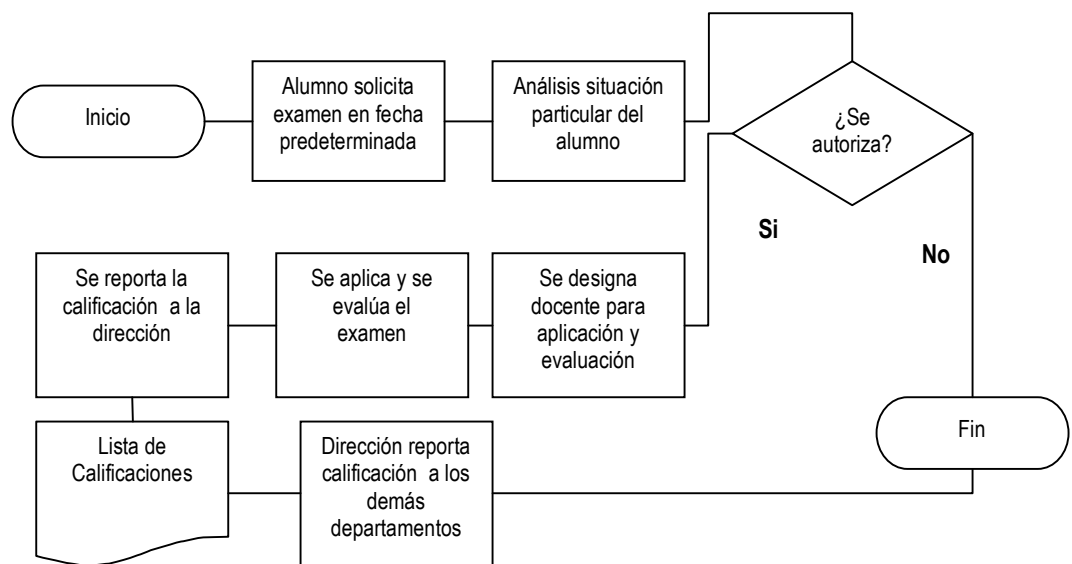 Inicio
Alumno solicita
examen en fecha
predeterminada
Análisis situación
particular del
alumno
¿Se
autoriza?
Si
No
Se reporta la
calificación a la
dirección
Se aplica y se
evalúa el
examen
Se designa
docente para
aplicación y
evaluación
Lista de
Calificaciones
Dirección reporta
calificación a los
demás
departamentos
Fin